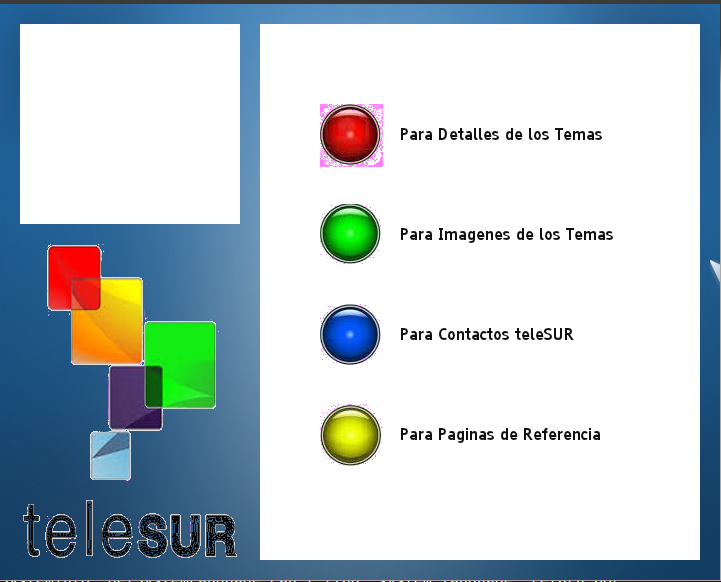 Para Detalles de los Temas
Para Imagenes de los Temas
Para Contactos teleSUR
Para Paginas de Referencia
teleSUR